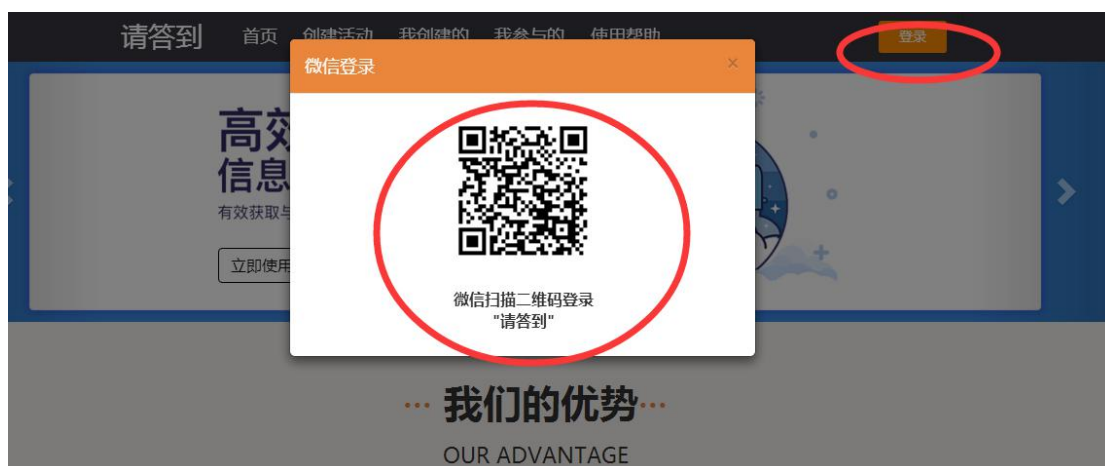 请答到 首页 创建活动 我创建的 我参与的 使用帮助 登录
微信登录 ×
高效
信息
有效获取与
立即使用
微信扫描二维码登录
"请答到"
··· 我们的优势 ···
OUR ADVANTAGE